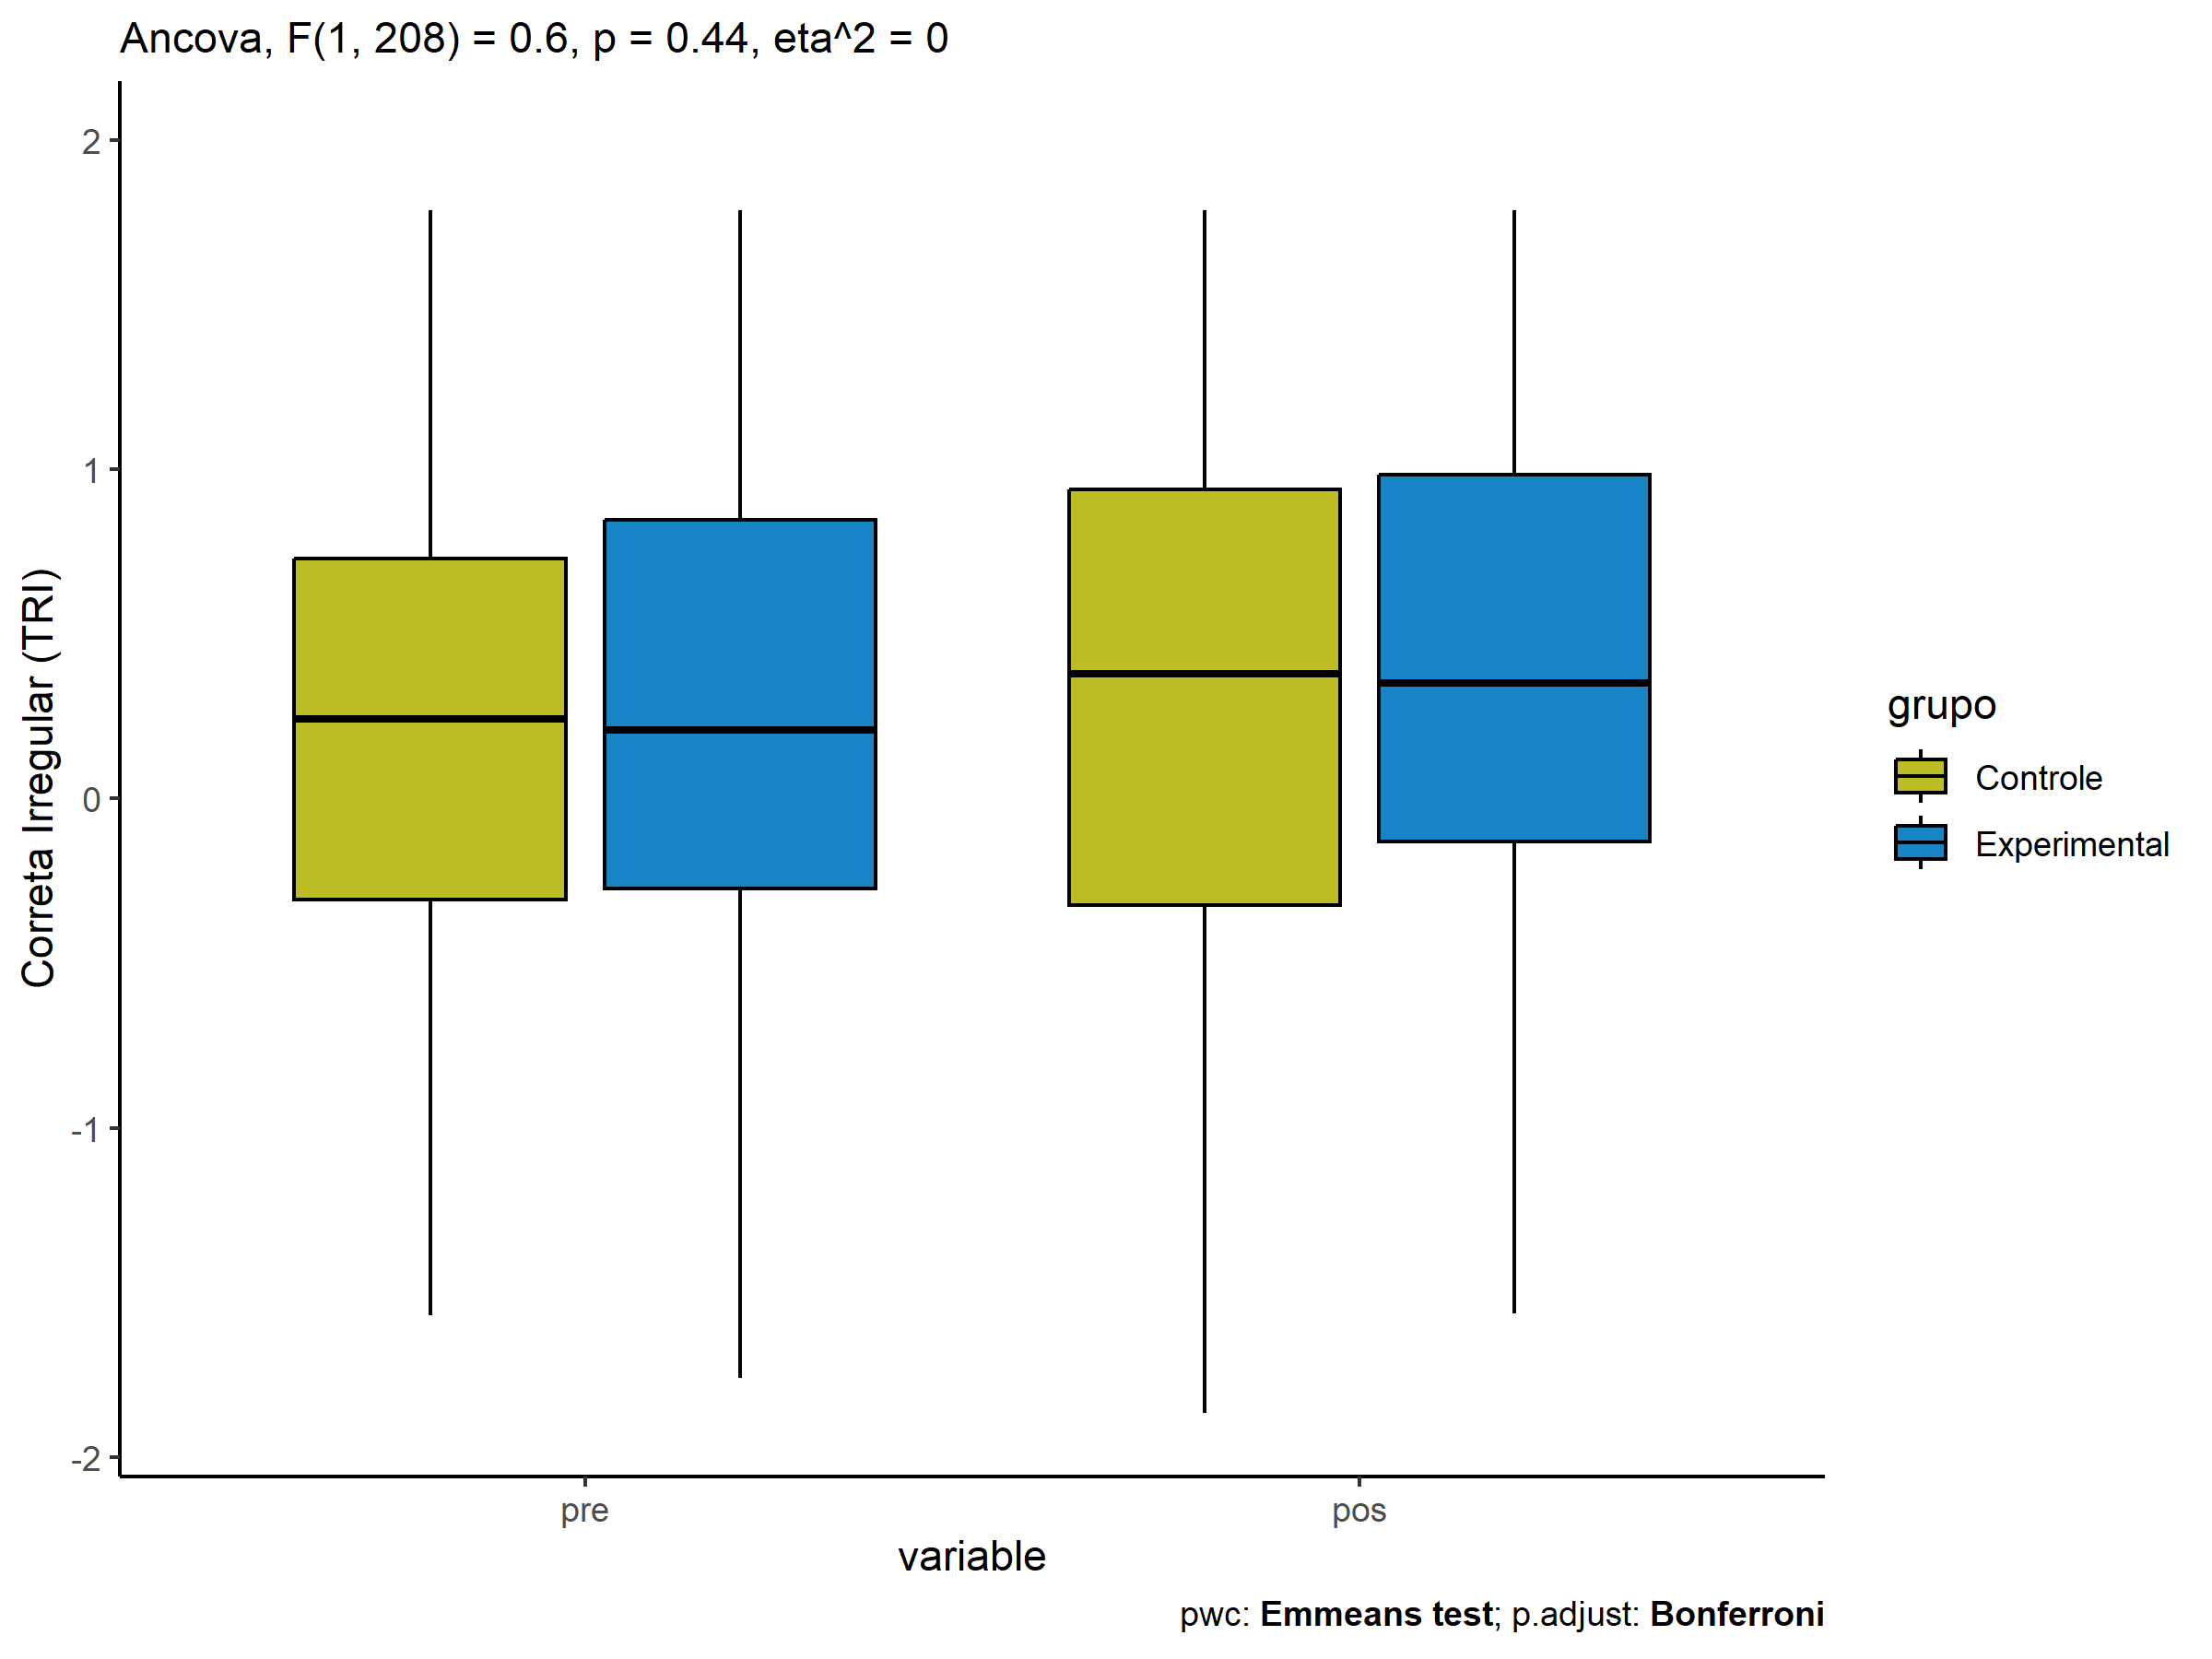 Ancova, F(1, 208) = 0.6, p = 0.44, eta^2 = 0
Correta Irregular (TRI)
2
1
0
-1
-2
pre
pos
variable
grupo
Controle
Experimental
pwc: Emmeans test; p.adjust: Bonferroni